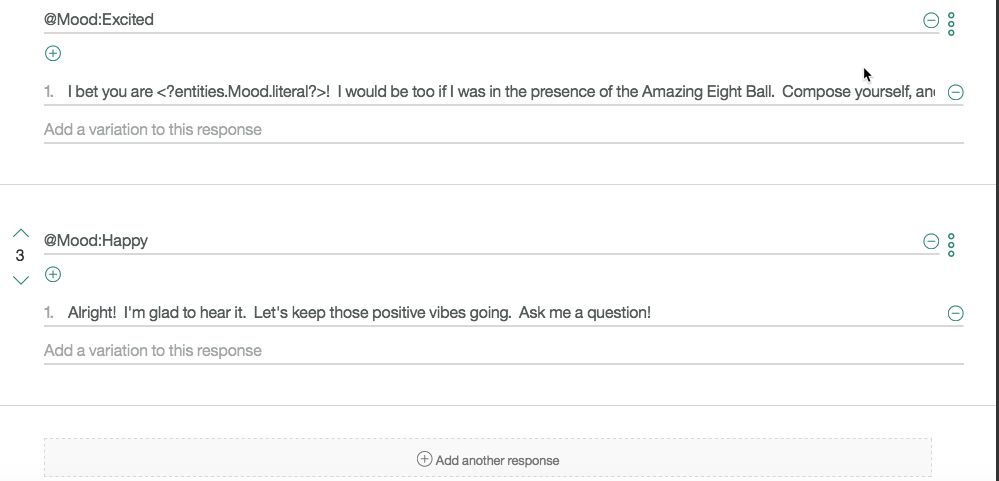 @Mood:Excited
1. I bet you are <?entities.Mood.literal?>!  I would be too if I was in the presence of the Amazing Eight Ball.  Compose yourself, an
Add a variation to this response
3
@Mood:Happy
1. Alright!  I'm glad to hear it.  Let's keep those positive vibes going.  Ask me a question!
Add a variation to this response
Add another response